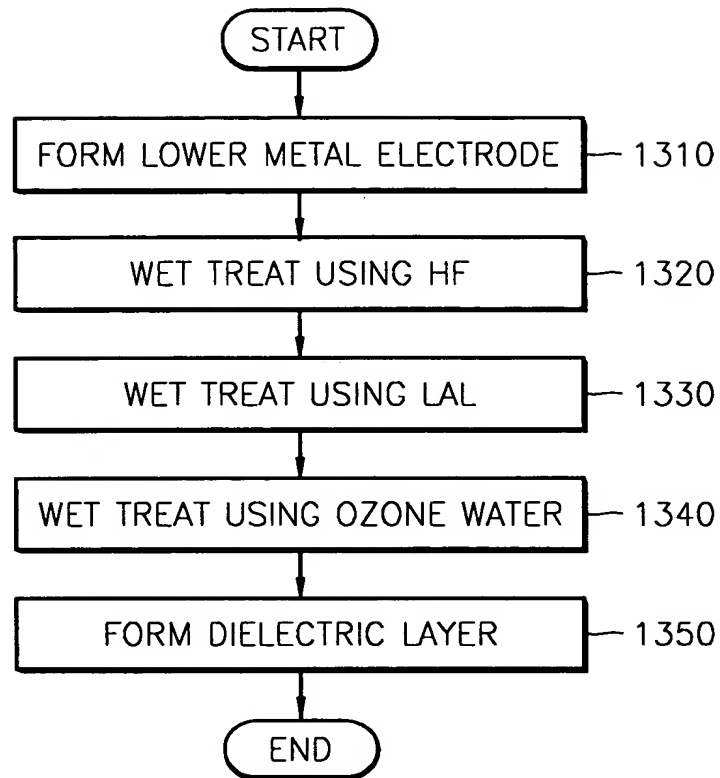 START
FORM LOWER METAL ELECTRODE 1310
WET TREAT USING HF 1320
WET TREAT USING LAL 1330
WET TREAT USING OZONE WATER 1340
FORM DIELECTRIC LAYER 1350
END